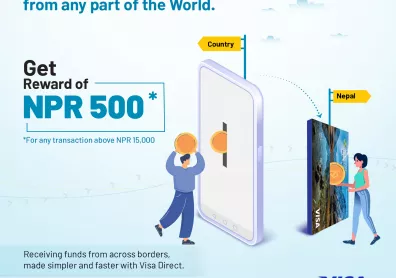 from any part of the World.
Country
Get
Reward of
NPR 500*
*For any transaction above NPR 15,000
Nepal
VISA
Receiving funds from across borders,
made simpler and faster with Visa Direct.
VISA